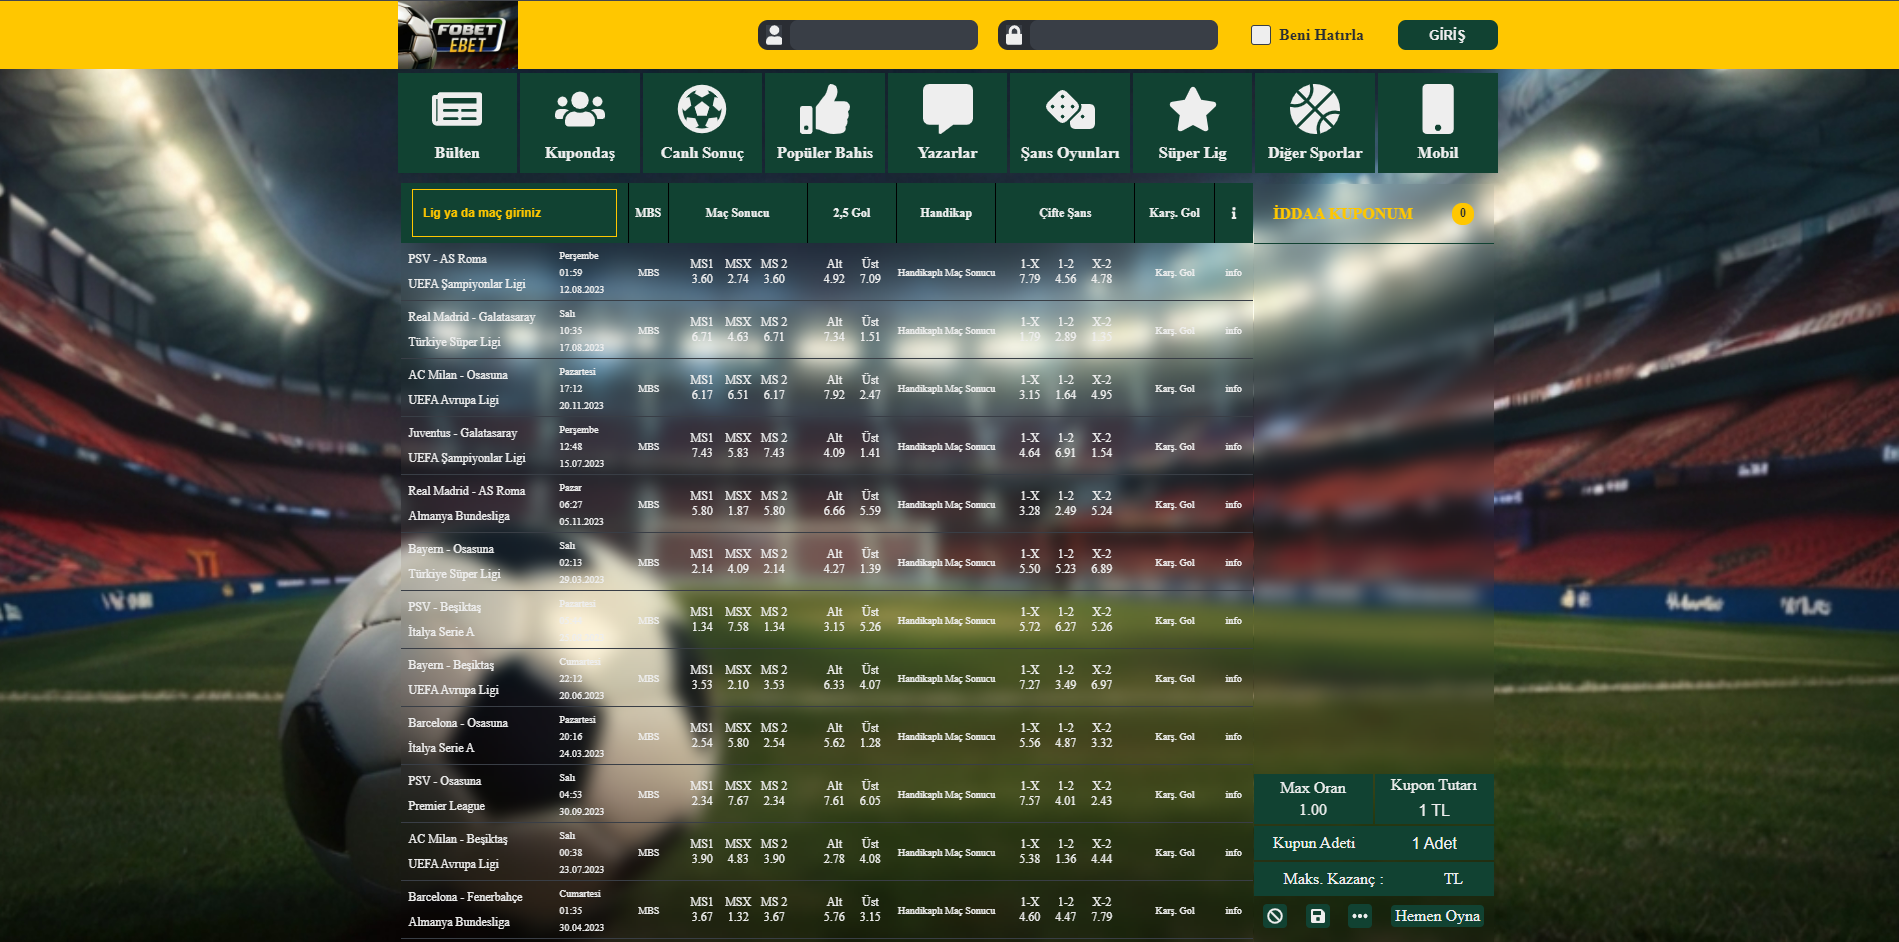 FOBET
EBET
Beni Hatırla
GİRİŞ
Bülten
Kupondaş
Canlı Sonuç
Popüler Bahis
Yazarlar
Şans Oyunları
Süper Lig
Diğer Sporlar
Mobil
Lig ya da maç giriniz
MBS
Maç Sonucu
2,5 Gol
Handikap
Çifte Şans
Karş. Gol
i
İDDAA KUPONUM
0
PSV - AS Roma
UEFA Şampiyonlar Ligi
Perşembe
01:59
12.08.2023
MBS
MS1 MSX MS 2
3.60 2.74 3.60
Alt Üst
4.92 7.09
Handikaplı Maç Sonucu
1-X 1-2 X-2
7.79 4.56 4.78
Karş. Gol
info
Real Madrid - Galatasaray
Türkiye Süper Ligi
Salı
10:35
17.08.2023
MBS
MS1 MSX MS 2
6.71 4.63 6.71
Alt Üst
7.34 1.51
Handikaplı Maç Sonucu
1-X 1-2 X-2
1.79 2.89
Karş. Gol
info
AC Milan - Osasuna
UEFA Avrupa Ligi
Pazartesi
17:12
20.11.2023
MBS
MS1 MSX MS 2
6.17 6.51 6.17
Alt Üst
7.92 2.47
Handikaplı Maç Sonucu
1-X 1-2 X-2
3.15 1.64 4.95
Karş. Gol
info
Juventus - Galatasaray
UEFA Şampiyonlar Ligi
Perşembe
12:48
15.07.2023
MBS
MS1 MSX MS 2
7.43 5.83 7.43
Alt Üst
4.09 1.41
Handikaplı Maç Sonucu
1-X 1-2 X-2
4.64 6.91 1.54
Karş. Gol
info
Real Madrid - AS Roma
Almanya Bundesliga
Pazar
06:27
05.11.2023
MBS
MS1 MSX MS 2
5.80 1.87 5.80
Alt Üst
6.66 5.59
Handikaplı Maç Sonucu
1-X 1-2 X-2
3.28 2.49 5.24
Karş. Gol
info
Bayern - Osasuna
Türkiye Süper Ligi
Salı
02:13
29.03.2023
MBS
MS1 MSX MS 2
2.14 4.09 2.14
Alt Üst
4.27 1.39
Handikaplı Maç Sonucu
1-X 1-2 X-2
5.50 5.23 6.89
Karş. Gol
info
PSV - Beşiktaş
İtalya Serie A
Pazartesi
MBS
MS1 MSX MS 2
1.34 7.58 1.34
Alt Üst
3.15 5.26
Handikaplı Maç Sonucu
1-X 1-2 X-2
5.72 6.27 5.26
Karş. Gol
info
Bayern - Beşiktaş
UEFA Avrupa Ligi
Cumartesi
22:12
20.06.2023
MBS
MS1 MSX MS 2
3.53 2.10 3.53
Alt Üst
6.33 4.07
Handikaplı Maç Sonucu
1-X 1-2 X-2
7.27 3.49 6.97
Karş. Gol
info
Barcelona - Osasuna
İtalya Serie A
Pazartesi
20:16
24.03.2023
MBS
MS1 MSX MS 2
2.54 5.80 2.54
Alt Üst
5.62 1.28
Handikaplı Maç Sonucu
1-X 1-2 X-2
5.56 4.87 3.32
Karş. Gol
info
PSV - Osasuna
Premier League
Salı
04:53
30.09.2023
MBS
MS1 MSX MS 2
2.34 7.67 2.34
Alt Üst
7.61 6.05
Handikaplı Maç Sonucu
1-X 1-2 X-2
7.57 4.01 2.43
Karş. Gol
info
AC Milan - Beşiktaş
UEFA Avrupa Ligi
Salı
00:38
23.07.2023
MBS
MS1 MSX MS 2
3.90 4.83 3.90
Alt Üst
2.78 4.08
Handikaplı Maç Sonucu
1-X 1-2 X-2
5.38 1.36 4.44
Karş. Gol
info
Barcelona - Fenerbahçe
Almanya Bundesliga
Cumartesi
01:35
30.04.2023
MBS
MS1 MSX MS 2
3.67 1.32 3.67
Alt Üst
5.76 3.15
Handikaplı Maç Sonucu
1-X 1-2 X-2
4.60 4.47 7.79
Karş. Gol
info
Max Oran
1.00
Kupon Tutarı
1 TL
Kupun Adeti
1 Adet
Maks. Kazanç :
TL
Hemen Oyna